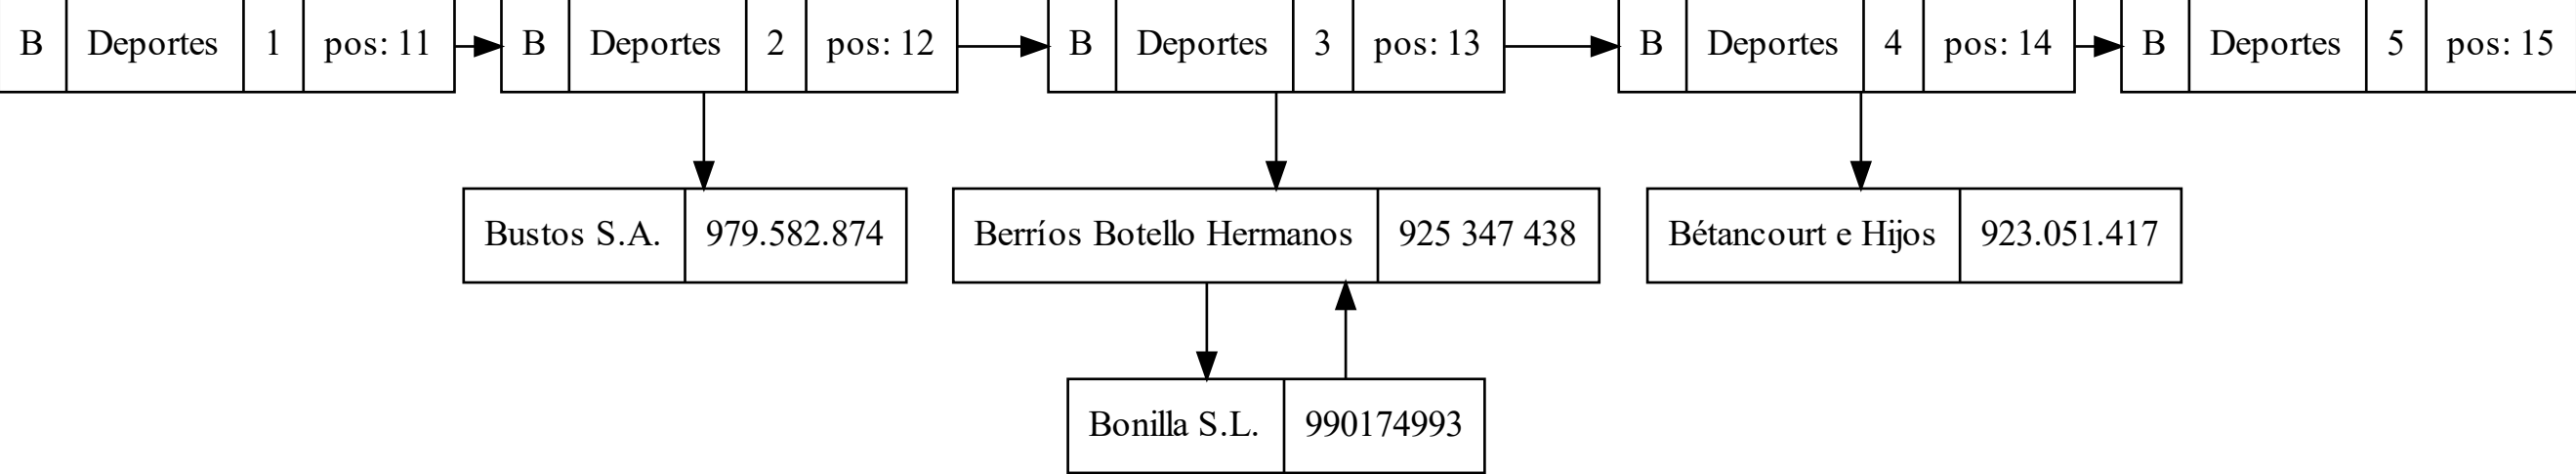 B Deportes 1 pos: 11 B Deportes 2 pos: 12 B Deportes 3 pos: 13 B Deportes 4 pos: 14 B Deportes 5 pos: 15
Bustos S.A. 979.582.874 Berríos Botello Hermanos 925 347 438 Bétancourt e Hijos 923.051.417
Bonilla S.L. 990174993